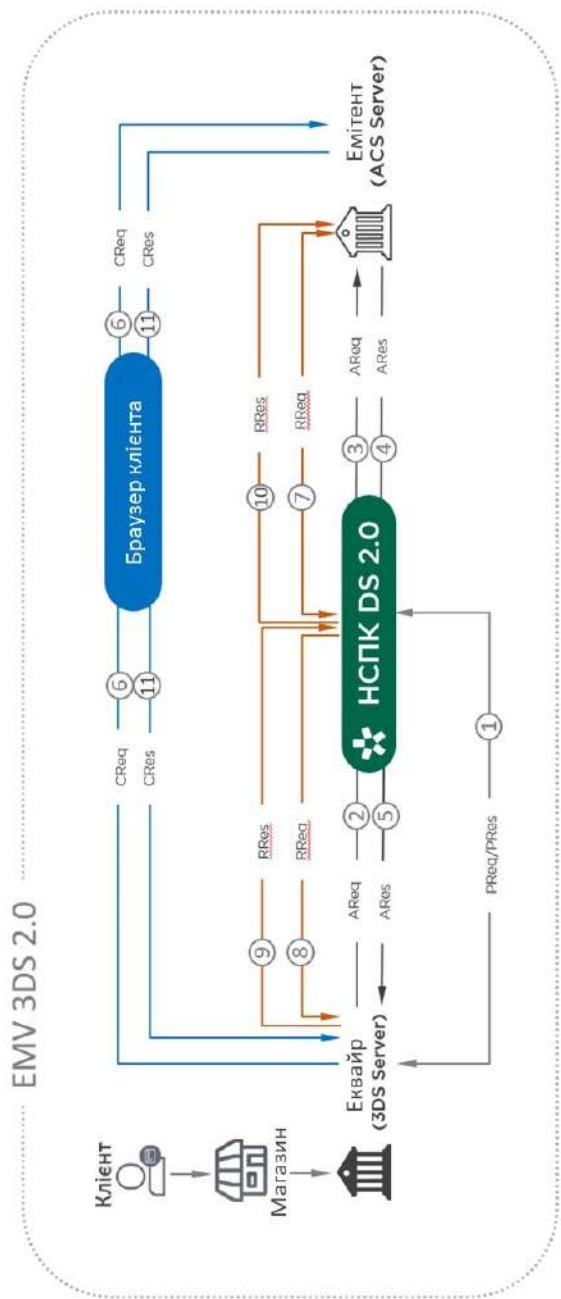 EMV 3DS 2.0
Клієнт
Магазин
Еквайр
(3DS Server)
CReq
6
Браузер клієнта
6
CReq
CRes
11
11
CRes
RRes
9
10
RRes
RReq
8
7
RReq
AReq
2
НСПК DS 2.0
3
AReq
ARes
5
4
ARes
PReq/PRes
1
Емітент
(ACS Server)